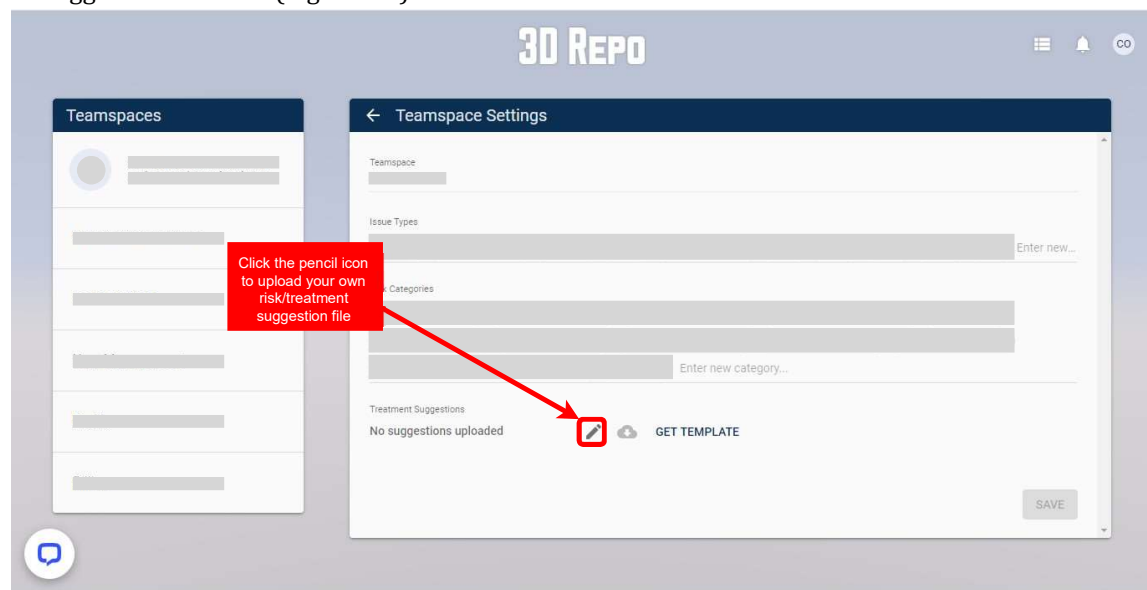 3D REPO
CO
Teamspaces
Teamspace Settings
Teamspace
Issue Types
Enter new...
Click the pencil icon
to upload your own
risk/treatment
suggestion file
Categories
Enter new category...
Treatment Suggestions
No suggestions uploaded
GET TEMPLATE
SAVE